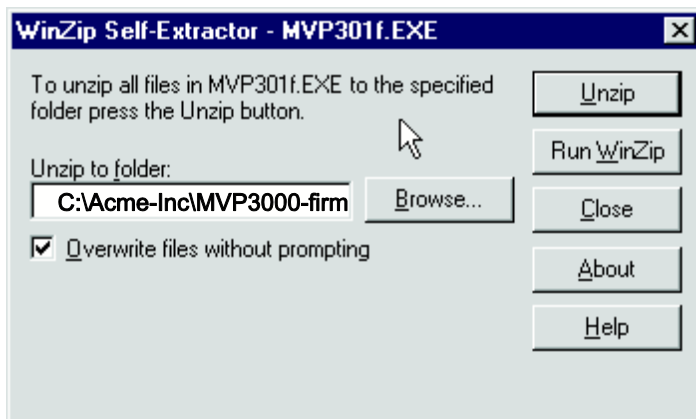 WinZip Self-Extractor - MVP301f.EXE
To unzip all files in MVP301f.EXE to the specified
folder press the Unzip button.
Unzip to folder:
C:\Acme-Inc\MVP3000-firm
Browse...
Overwrite files without prompting
Unzip
Run WinZip
Close
About
Help